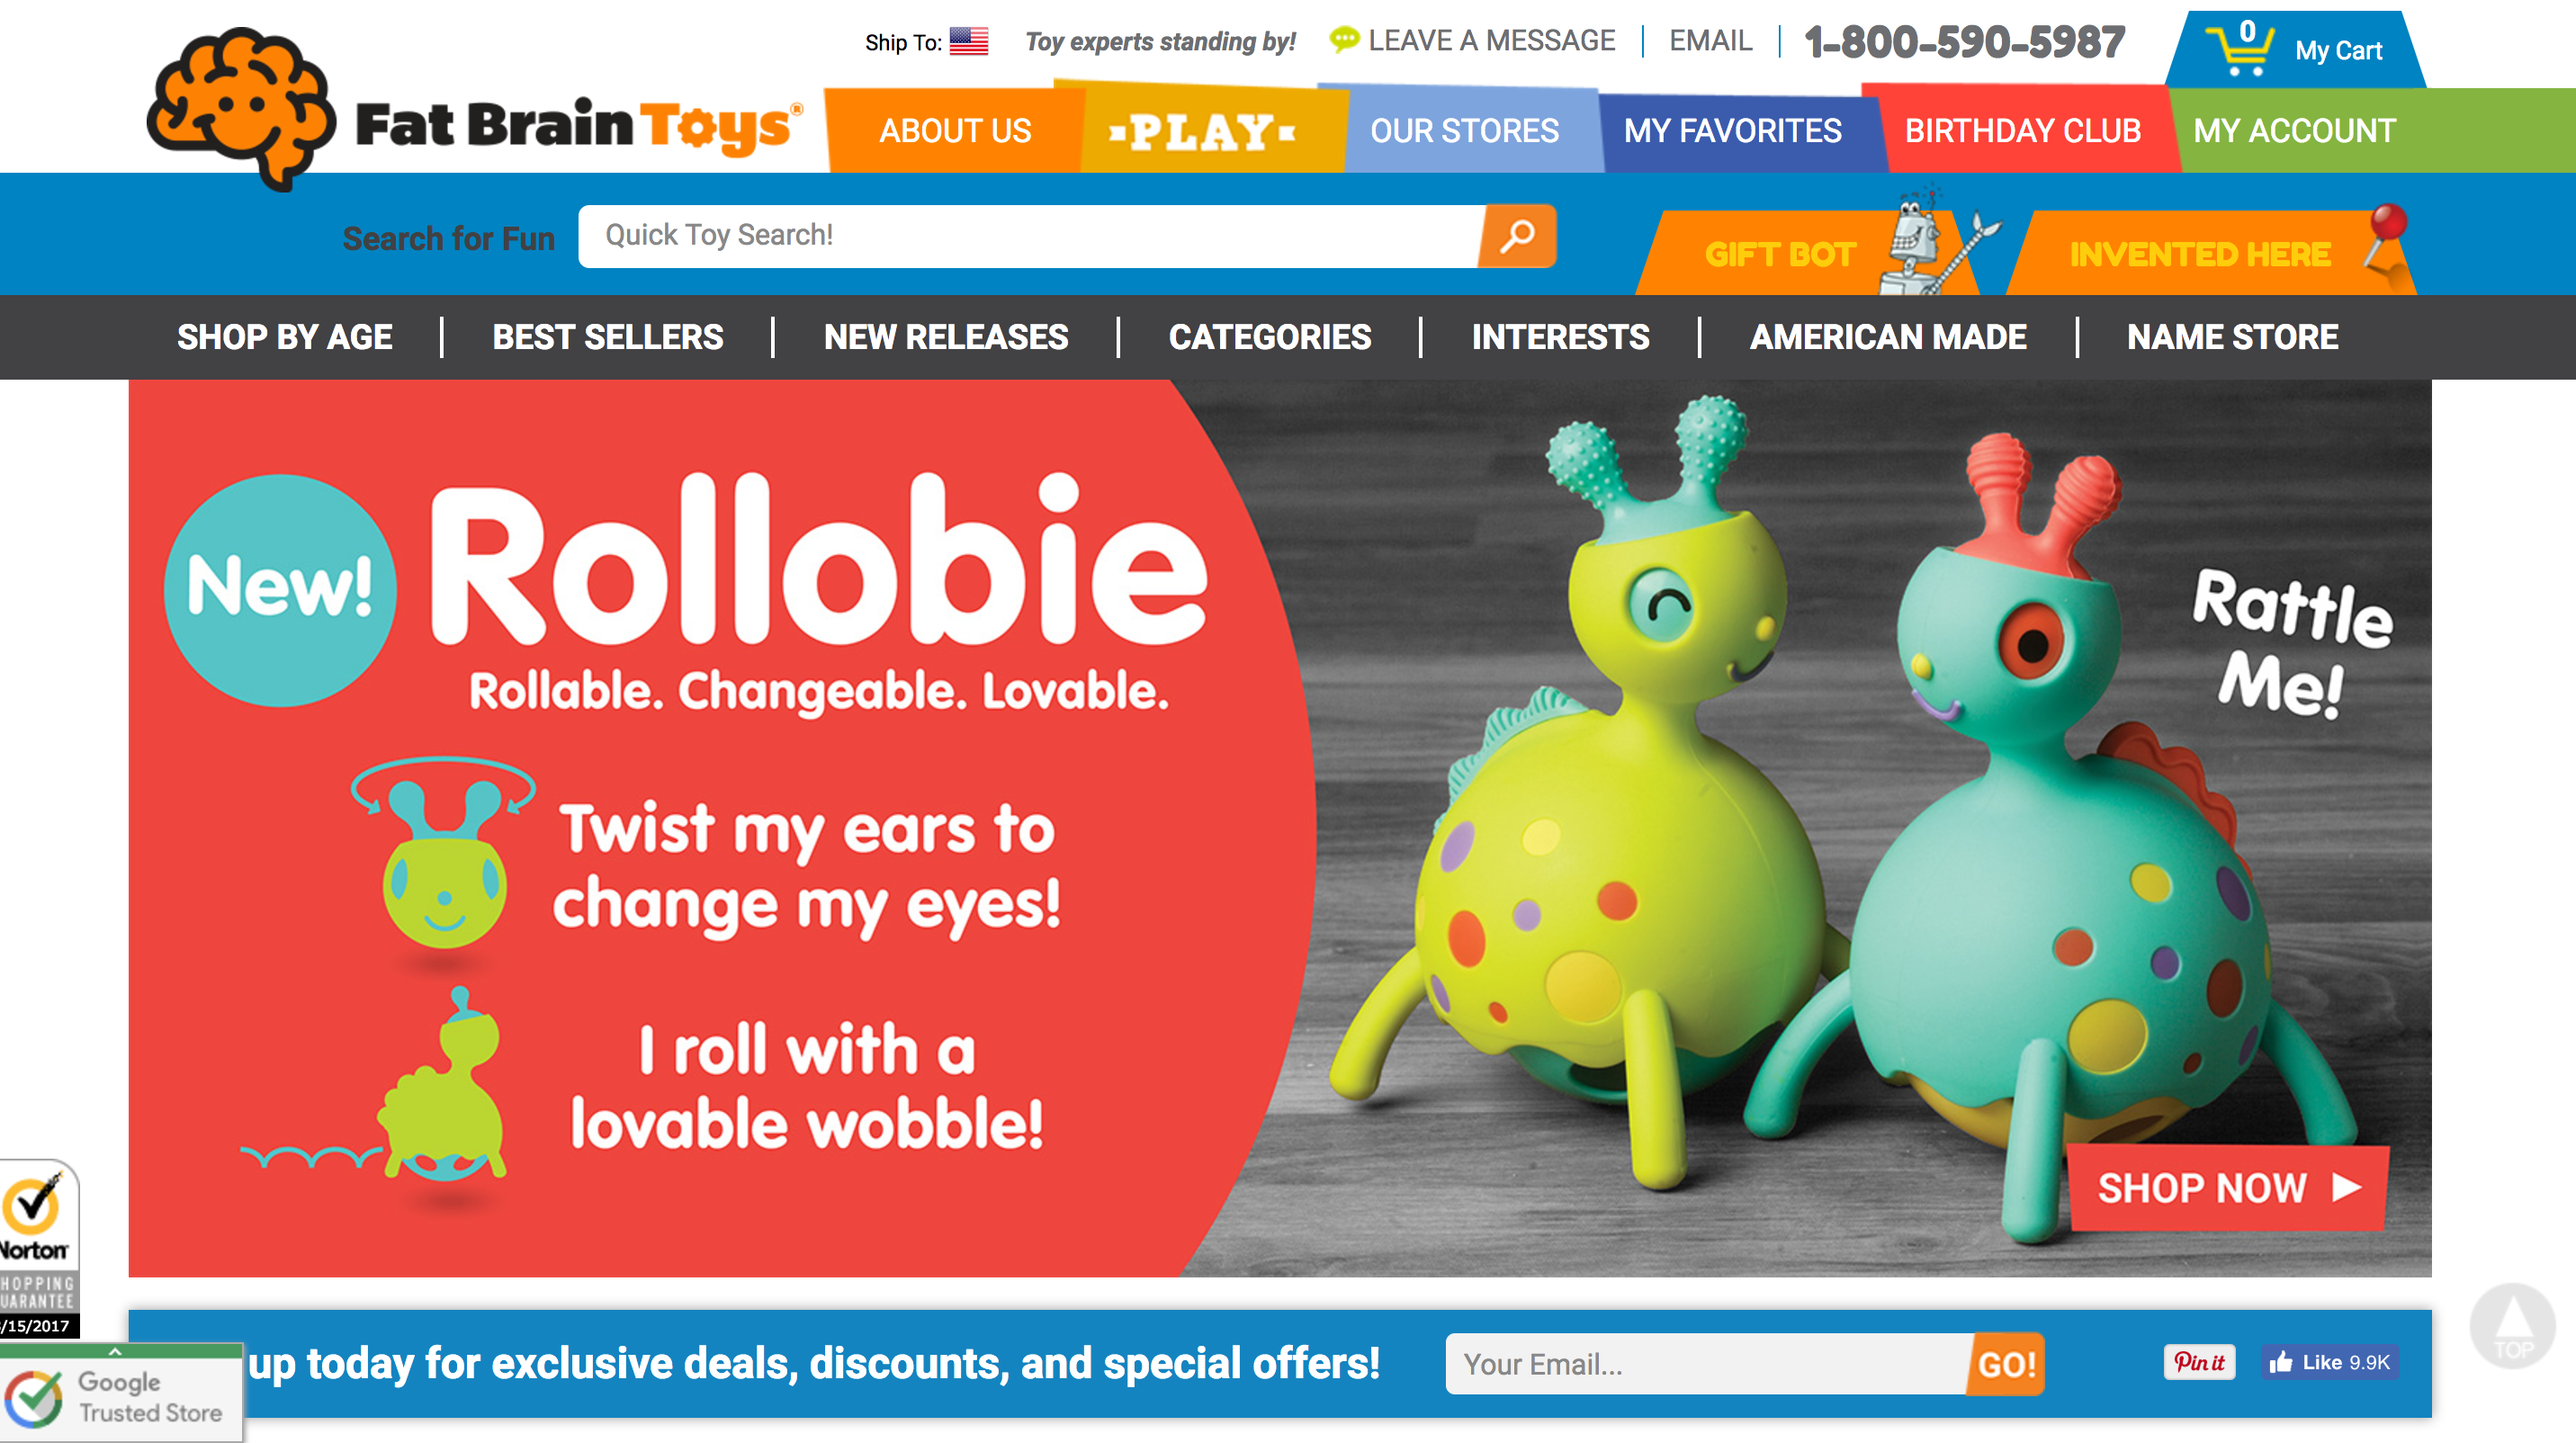 Ship To:
Toy experts standing by!
LEAVE A MESSAGE
EMAIL
1-800-590-5987
0
My Cart
Fat Brain Toys®
ABOUT US
PLAY
OUR STORES
MY FAVORITES
BIRTHDAY CLUB
MY ACCOUNT
Search for Fun
Quick Toy Search!
GIFT BOT
INVENTED HERE
SHOP BY AGE
BEST SELLERS
NEW RELEASES
CATEGORIES
INTERESTS
AMERICAN MADE
NAME STORE
New!
Rollobie
Rollable. Changeable. Lovable.
Twist my ears to
change my eyes!
I roll with a
lovable wobble!
Rattle
Me!
SHOP NOW
Norton
HOPPING
UARANTEE
/15/2017
Google
Trusted Store
up today for exclusive deals, discounts, and special offers!
Your Email...
GO!
Pin it
Like 9.9K
TOP